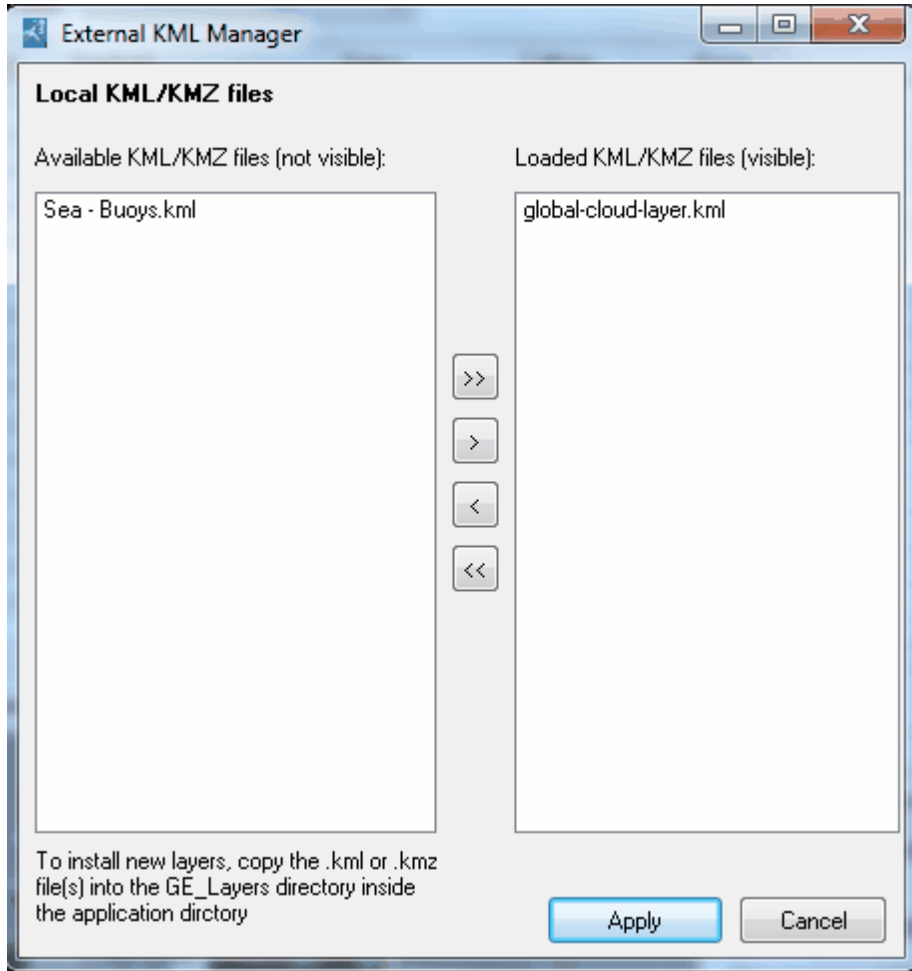 External KML Manager
Local KML/KMZ files
Available KML/KMZ files (not visible):
Loaded KML/KMZ files (visible):
Sea - Buoys.kml
global-cloud-layer.kml
>>
>
<
<<
To install new layers, copy the .kml or .kmz
file(s) into the GE_Layers directory inside
the application dirctory
Apply
Cancel